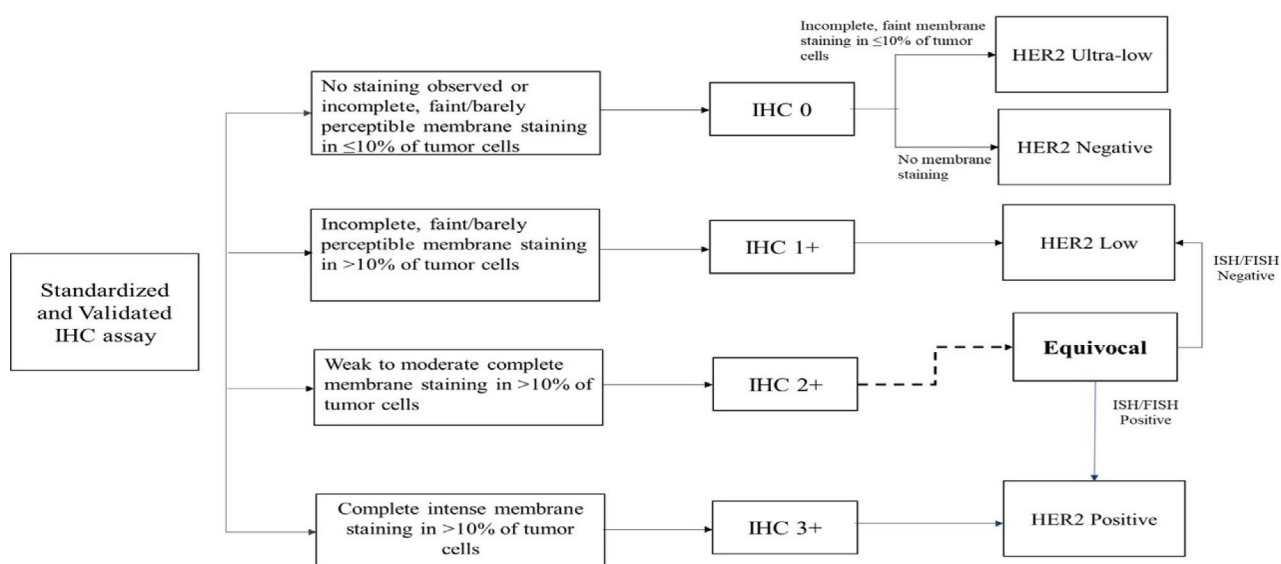 Incomplete, faint membrane
staining in ≤10% of tumor
cells
HER2 Ultra-low
No staining observed or
incomplete, faint/barely
perceptible membrane staining
in ≤10% of tumor cells
IHC 0
No membrane
staining
HER2 Negative
Incomplete, faint/barely
perceptible membrane staining
in >10% of tumor cells
IHC 1+
HER2 Low
ISH/FISH
Negative
Standardized
and Validated
IHC assay
Weak to moderate complete
membrane staining in >10% of
tumor cells
IHC 2+
Equivocal
ISH/FISH
Positive
Complete intense membrane
staining in >10% of tumor
cells
IHC 3+
HER2 Positive